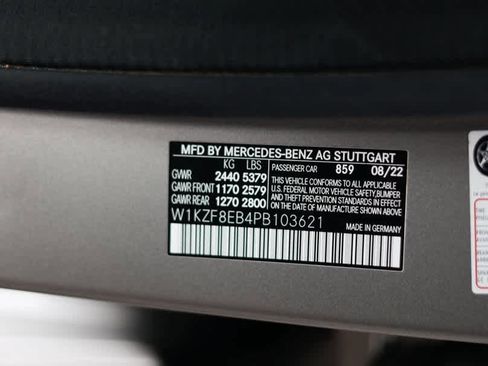 MFD BY MERCEDES-BENZ AG STUTTGART
KG LBS PASSENGER CAR 859 08/22
GVWR 2440 5379
GAWR FRONT 1170 2579
GAWR REAR 1270 2800
THIS VEHICLE CONFORMS TO ALL APPLICABLE
U.S. FEDERAL MOTOR VEHICLE SAFETY,BUMPER
AND THEFT PREVENTION STANDARDS IN EFFECT
ON THE DATE OF MANUFACTURE SHOWN ABOVE.
W1KZF8EB4PB103621
MADE IN GERMANY